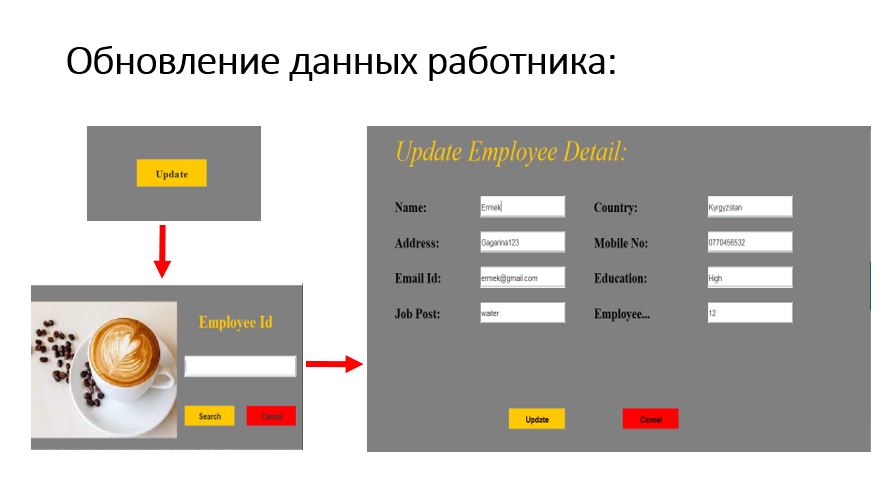 Обновление данных работника:
Update
Employee Id
Search Cancel
Update Employee Detail:
Name: Ermek Country: Kyrgyzstan
Address: Gagarina123 Mobile No: 0770456532
Email Id: ermek@gmail.com Education: High
Job Post: waiter Employee... 12
Update Cancel